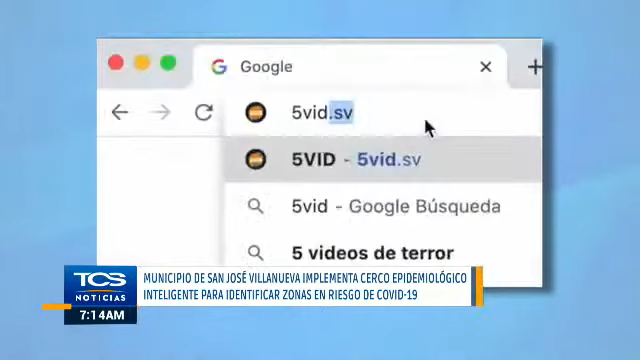 Google
5vid.sv
5VID - 5vid.sv
5vid - Google Búsqueda
5 videos de terror
TCS
NOTICIAS
7:14AM
MUNICIPIO DE SAN JOSÉ VILLANUEVA IMPLEMENTA CERCO EPIDEMIOLÓGICO
INTELIGENTE PARA IDENTIFICAR ZONAS EN RIESGO DE COVID-19